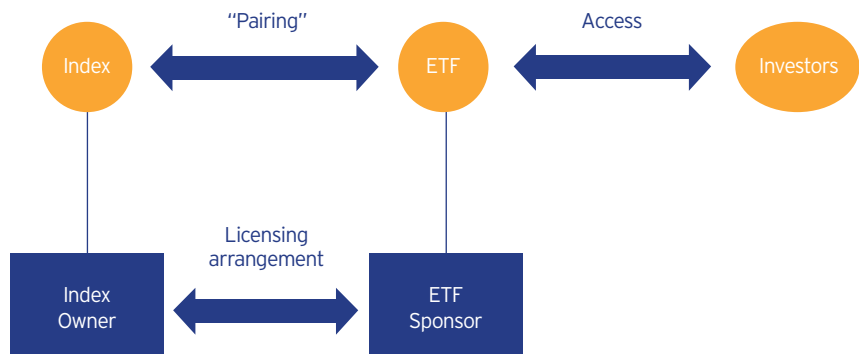 “Pairing”
Access
Index
ETF
Investors
Licensing
arrangement
Index
Owner
ETF
Sponsor